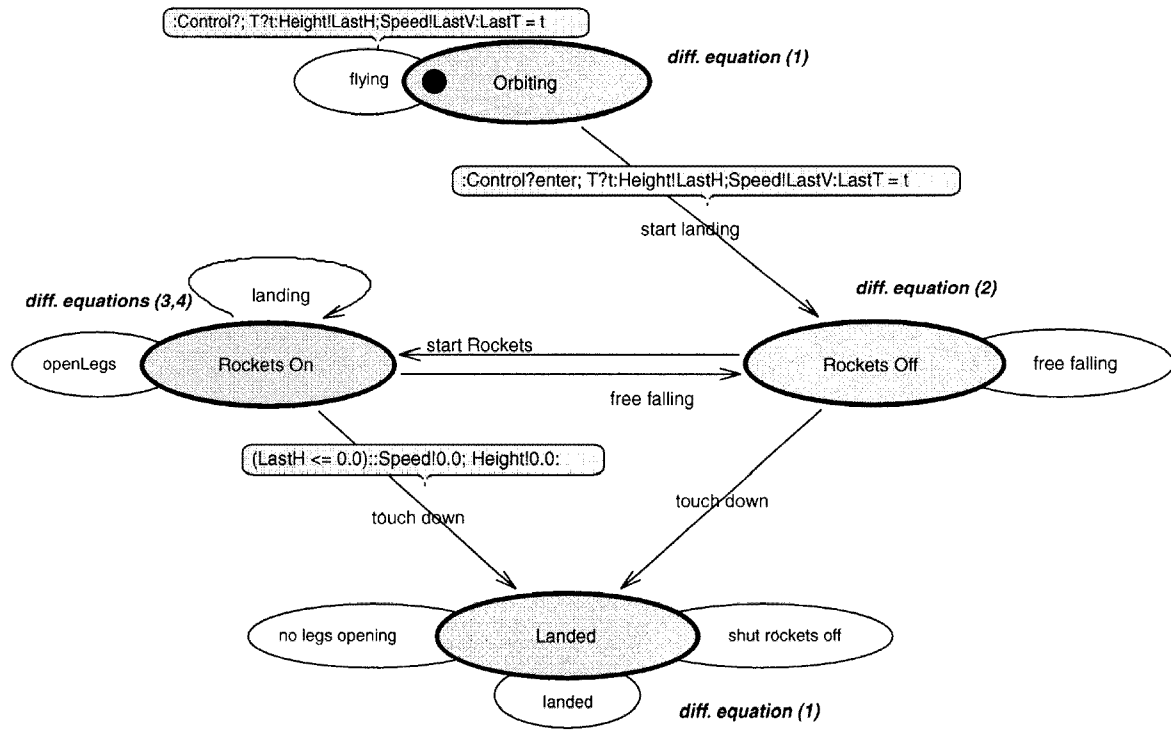 :Control?; T?t:Height!LastH;Speed!LastV:LastT = t
diff. equation (1)
flying
Orbiting
:Control?enter; T?t:Height!LastH;Speed!LastV:LastT = t
start landing
landing
diff. equations (3,4)
diff. equation (2)
start Rockets
openLegs
Rockets On
Rockets Off
free falling
free falling
(LastH <= 0.0)::Speed!0.0; Height!0.0:
touch down
touch down
no legs opening
Landed
shut rockets off
landed
diff. equation (1)